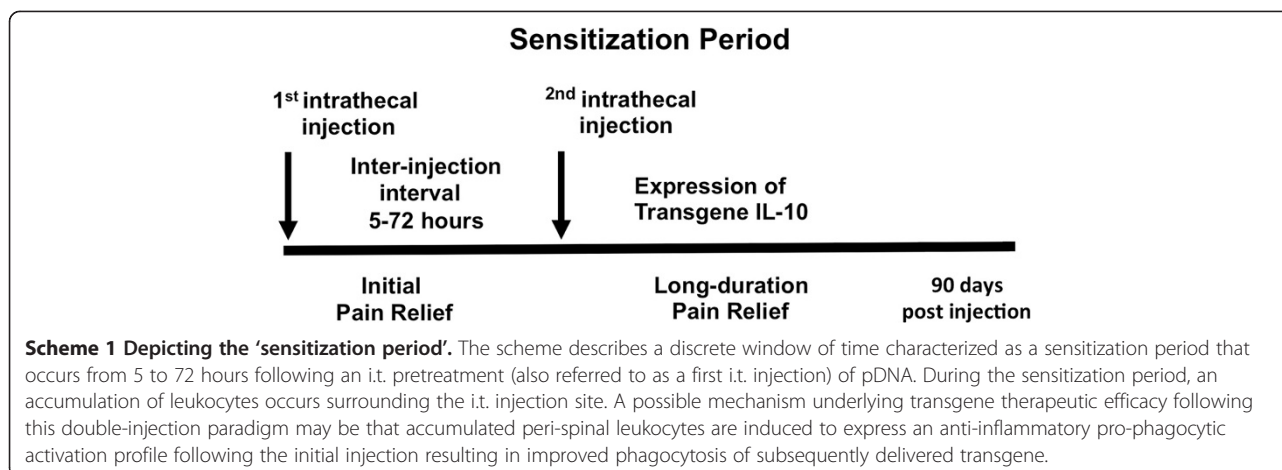 Sensitization Period
1st intrathecal
injection
2nd intrathecal
injection
Inter-injection
interval
5-72 hours
Expression of
Transgene IL-10
Initial
Pain Relief
Long-duration
Pain Relief
90 days
post injection
Scheme 1 Depicting the ‘sensitization period’. The scheme describes a discrete window of time characterized as a sensitization period that
occurs from 5 to 72 hours following an i.t. pretreatment (also referred to as a first i.t. injection) of pDNA. During the sensitization period, an
accumulation of leukocytes occurs surrounding the i.t. injection site. A possible mechanism underlying transgene therapeutic efficacy following
this double-injection paradigm may be that accumulated peri-spinal leukocytes are induced to express an anti-inflammatory pro-phagocytic
activation profile following the initial injection resulting in improved phagocytosis of subsequently delivered transgene.